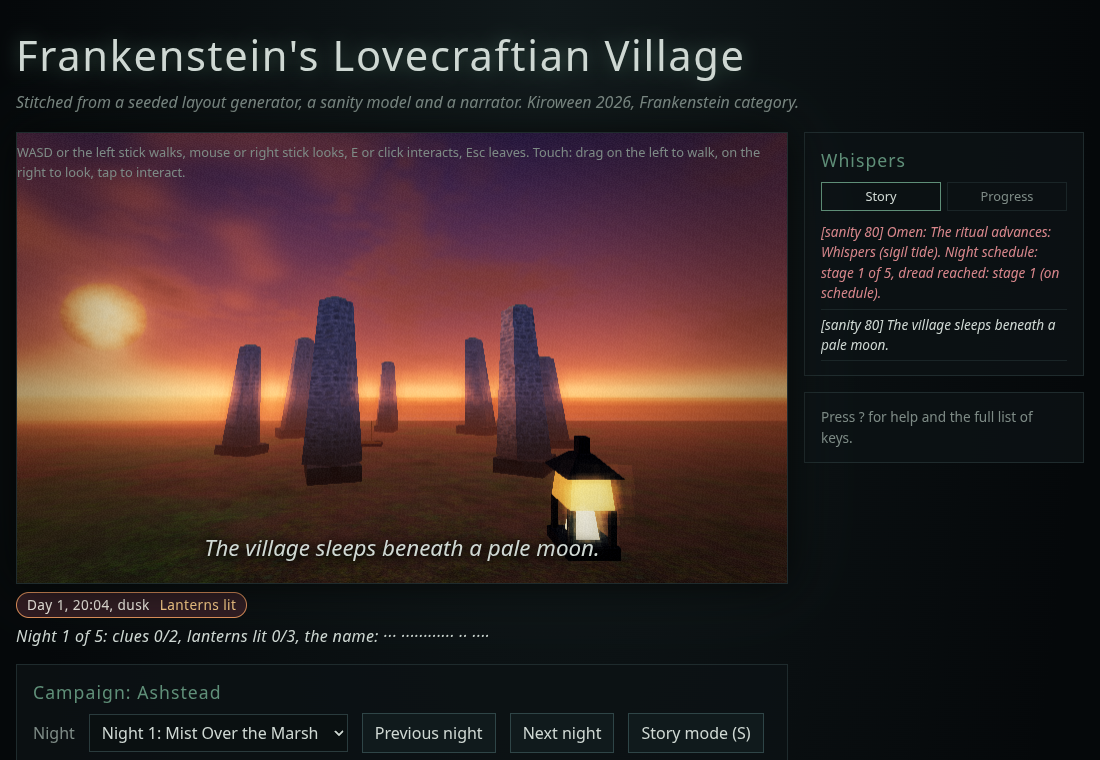 Frankenstein's Lovecraftian Village
Stitched from a seeded layout generator, a sanity model and a narrator. Kiroween 2026, Frankenstein category.
WASD or the left stick walks, mouse or right stick looks, E or click interacts, Esc leaves. Touch: drag on the left to walk, on the
right to look, tap to interact.
The village sleeps beneath a pale moon.
Day 1, 20:04, dusk Lanterns lit
Night 1 of 5: clues 0/2, lanterns lit 0/3, the name: ··· ············ ·· ····
Campaign: Ashstead
Night
Night 1: Mist Over the Marsh
Previous night
Next night
Story mode (S)
Whispers
Story
Progress
[sanity 80] Omen: The ritual advances:
Whispers (sigil tide). Night schedule:
stage 1 of 5, dread reached: stage 1 (on
schedule).
[sanity 80] The village sleeps beneath a
pale moon.
Press ? for help and the full list of
keys.